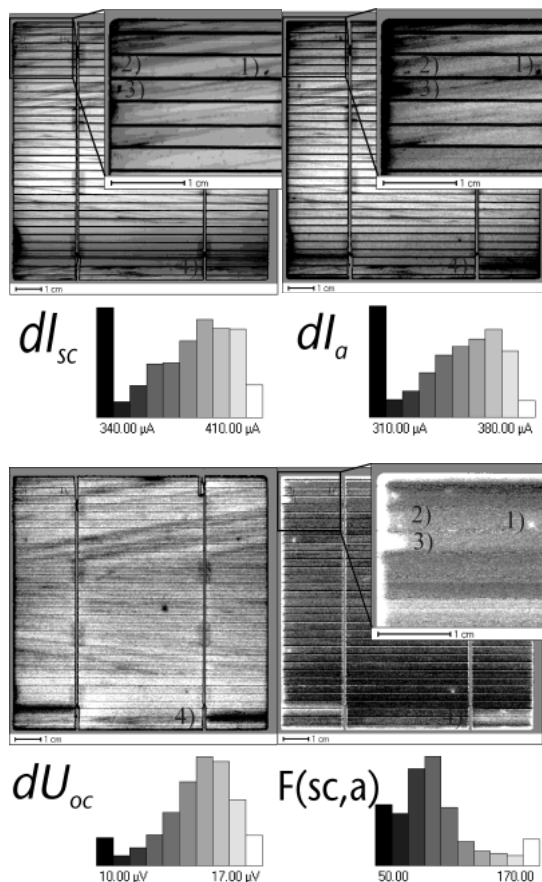 2) 1)
3)
1 cm
4)
1 cm
2) 1)
3)
1 cm
4)
1 cm
dIsc
340.00 µA 410.00 µA
dIa
310.00 µA 380.00 µA
4)
1 cm
2) 1)
3)
1 cm
1 cm
dUoc
10.00 µV 17.00 µV
F(sc,a)
50.00 170.00